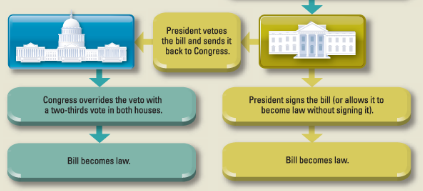 President vetoes
the bill and sends it
back to Congress.
Congress overrides the veto with
a two-thirds vote in both houses.
President signs the bill (or allows it to
become law without signing it).
Bill becomes law.
Bill becomes law.